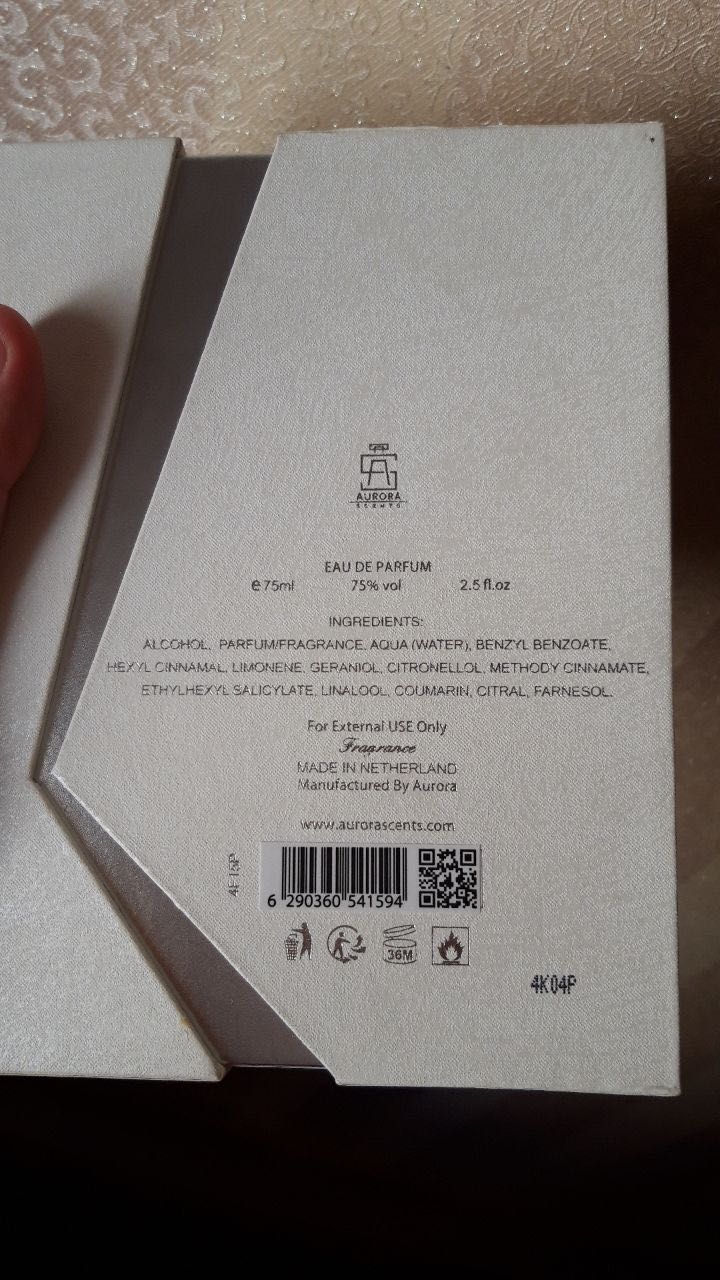 AURORA
SCENTS
EAU DE PARFUM
e 75ml 75% vol 2.5 fl.oz
INGREDIENTS:
ALCOHOL, PARFUM/FRAGRANCE, AQUA (WATER), BENZYL BENZOATE,
HEXYL CINNAMAL, LIMONENE, GERANIOL, CITRONELLOL, METHODY CINNAMATE,
ETHYLHEXYL SALICYLATE, LINALOOL, COUMARIN, CITRAL, FARNESOL.
For External USE Only
Fragrance
MADE IN NETHERLAND
Manufactured By Aurora
www.aurorascents.com
6 290360 541594
36M
4K04P